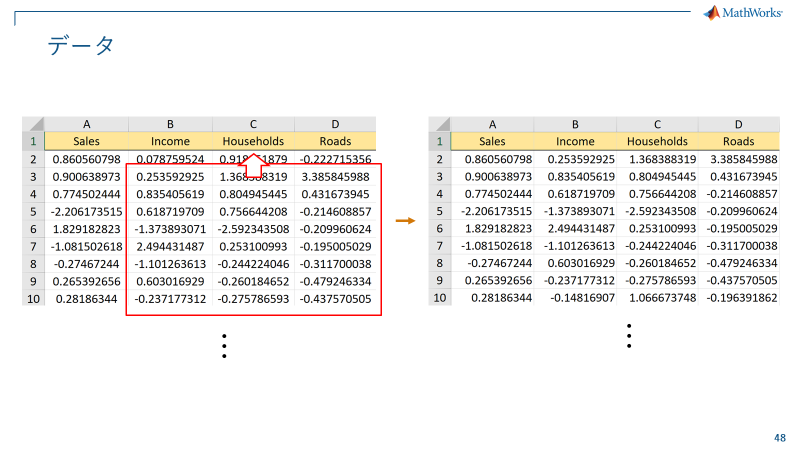 MathWorks
データ
A B C D
1 Sales Income Households Roads
2 0.860560798 0.078759524 -0.222715356
3 0.900638973 0.253592925 3.385845988
4 0.774502444 0.835405619 0.804945445 0.431673945
5 -2.206173515 0.618719709 0.756644208 -0.214608857
6 1.829182823 -1.373893071 -2.592343508 -0.209960624
7 -1.081502618 2.494431487 0.253100993 -0.195005029
8 -0.27467244 -1.101263613 -0.244224046 -0.311700038
9 0.265392656 0.603016929 -0.260184652 -0.479246334
10 0.28186344 -0.237177312 -0.275786593 -0.437570505
A B C D
1 Sales Income Households Roads
2 0.860560798 0.253592925 1.368388319 3.385845988
3 0.900638973 0.835405619 0.804945445 0.431673945
4 0.774502444 0.618719709 0.756644208 -0.214608857
5 -2.206173515 -1.373893071 -2.592343508 -0.209960624
6 1.829182823 2.494431487 0.253100993 -0.195005029
7 -1.081502618 -1.101263613 -0.244224046 -0.311700038
8 -0.27467244 0.603016929 -0.260184652 -0.479246334
9 0.265392656 -0.237177312 -0.275786593 -0.437570505
10 0.28186344 -0.14816907 1.066673748 -0.196391862
48